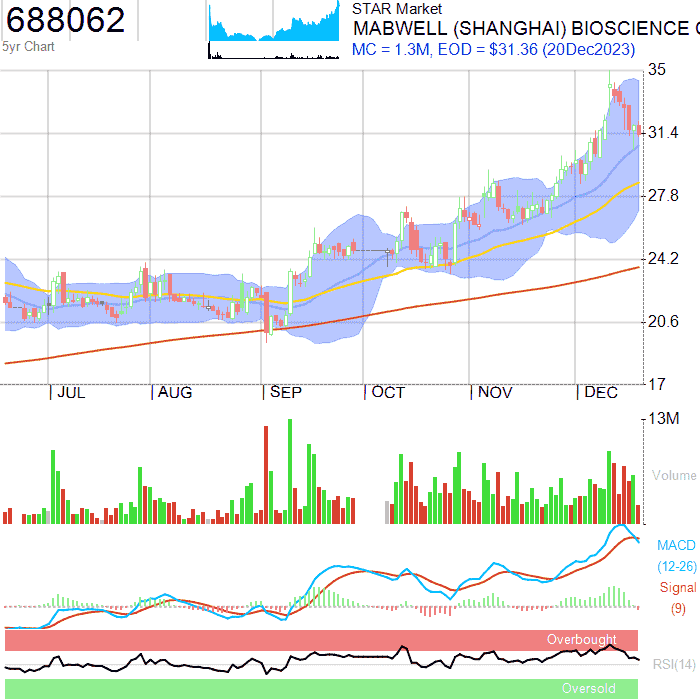 688062
5yr Chart
STAR Market
MABWELL (SHANGHAI) BIOSCIENCE
MC = 1.3M, EOD = $31.36 (20Dec2023)
35
31.4
27.8
24.2
20.6
17
JUL AUG SEP OCT NOV DEC
13M
Volume
MACD
(12-26)
Signal
(9)
Overbought
RSI(14)
Oversold